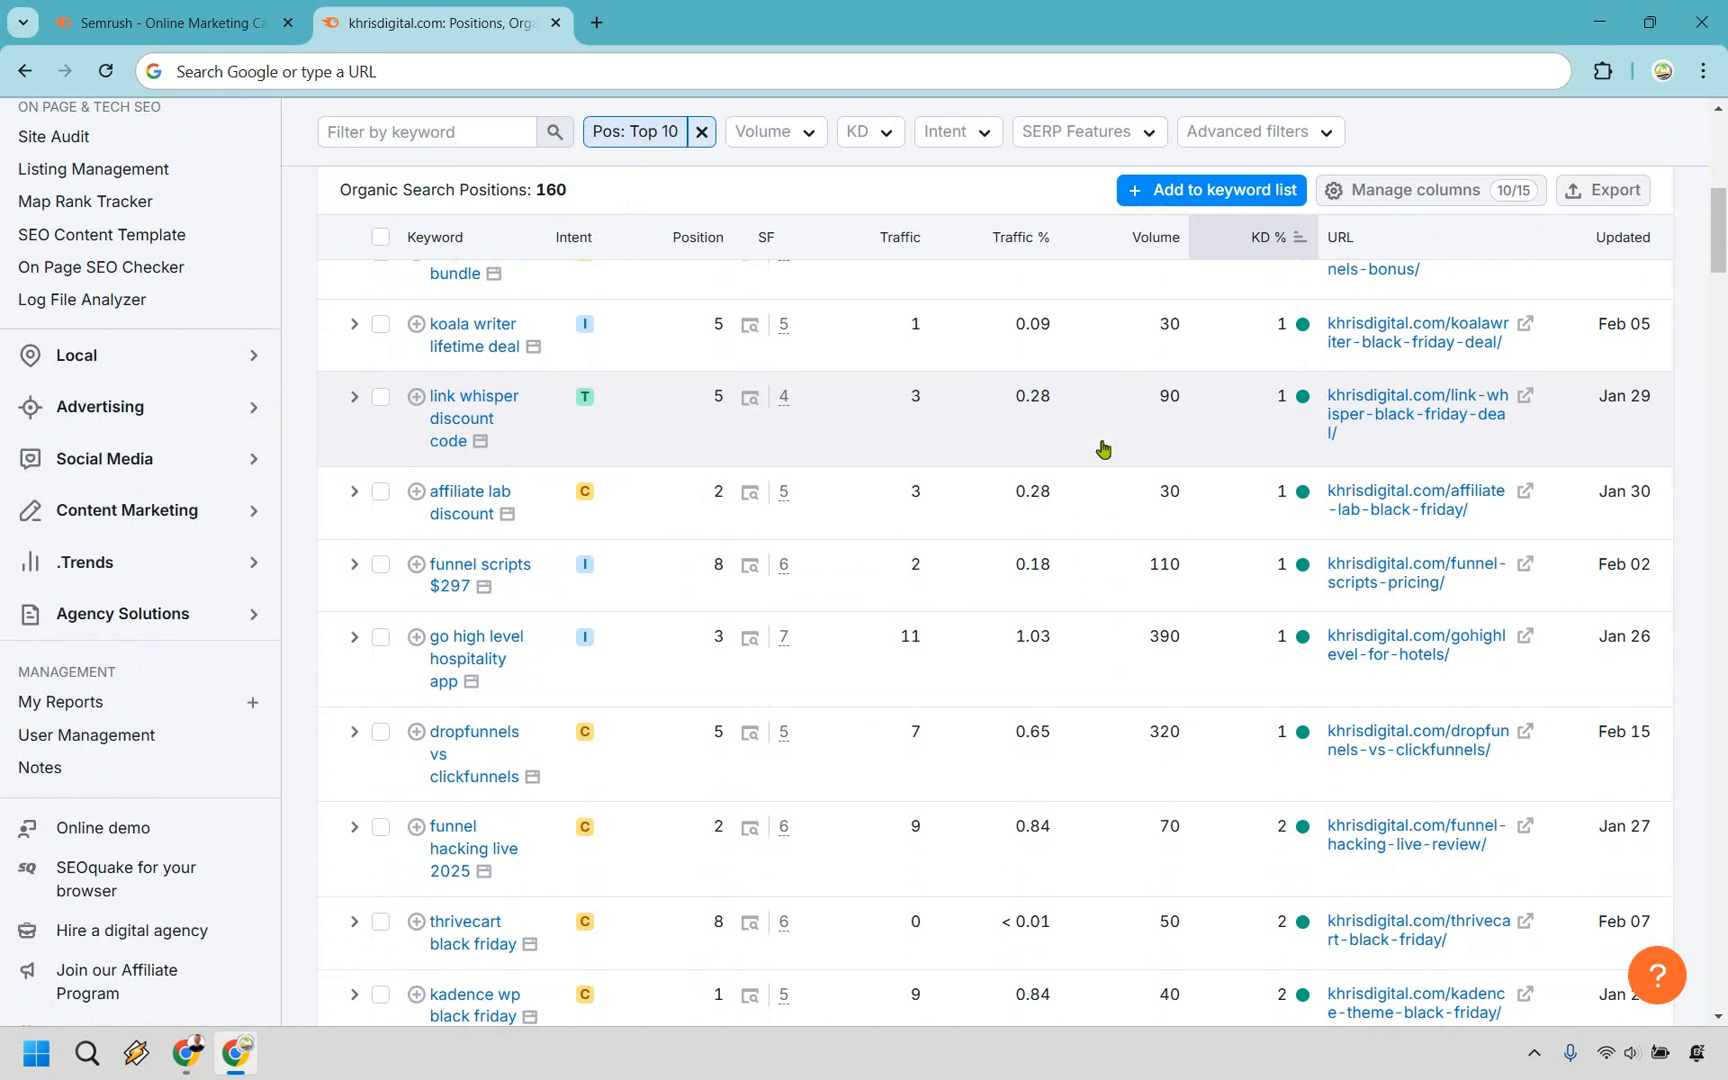 Semrush - Online Marketing Ca
khrisdigital.com: Positions, Orga
Search Google or type a URL
ON PAGE & TECH SEO
Site Audit
Listing Management
Map Rank Tracker
SEO Content Template
On Page SEO Checker
Log File Analyzer
Local
Advertising
Social Media
Content Marketing
.Trends
Agency Solutions
MANAGEMENT
My Reports
User Management
Notes
Online demo
SQ SEOquake for your
browser
Hire a digital agency
Join our Affiliate
Program
Filter by keyword
Pos: Top 10
Volume
KD
Intent
SERP Features
Advanced filters
Organic Search Positions: 160
+ Add to keyword list
Manage columns 10/15
Export
Keyword Intent Position SF Traffic Traffic % Volume KD % URL Updated
bundle nels-bonus/
koala writer I 5 5 1 0.09 30 1 khrisdigital.com/koalawr Feb 05
lifetime deal iter-black-friday-deal/
link whisper T 5 4 3 0.28 90 1 khrisdigital.com/link-wh Jan 29
discount isper-black-friday-dea
code l/
affiliate lab C 2 5 3 0.28 30 1 khrisdigital.com/affiliate Jan 30
discount -lab-black-friday/
funnel scripts I 8 6 2 0.18 110 1 khrisdigital.com/funnel- Feb 02
$297 scripts-pricing/
go high level I 3 7 11 1.03 390 1 khrisdigital.com/gohighl Jan 26
hospitality evel-for-hotels/
app
dropfunnels C 5 5 7 0.65 320 1 khrisdigital.com/dropfun Feb 15
vs nnels-vs-clickfunnels/
clickfunnels
funnel C 2 6 9 0.84 70 2 khrisdigital.com/funnel- Jan 27
hacking live hacking-live-review/
2025
thrivecart C 8 6 0 < 0.01 50 2 khrisdigital.com/thriveca Feb 07
black friday rt-black-friday/
kadence wp C 1 5 9 0.84 40 2 khrisdigital.com/kadenc Jan
black friday e-theme-black-friday/
?